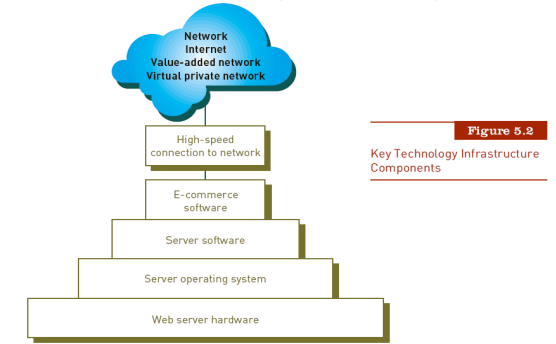 Network
Internet
Value-added network
Virtual private network
High-speed
connection to network
E-commerce
software
Server software
Server operating system
Web server hardware
Figure 5.2
Key Technology Infrastructure
Components